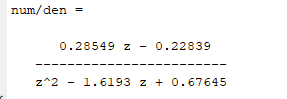 num/den =
0.28549 z - 0.22839
------------------------
z^2 - 1.6193 z + 0.67645